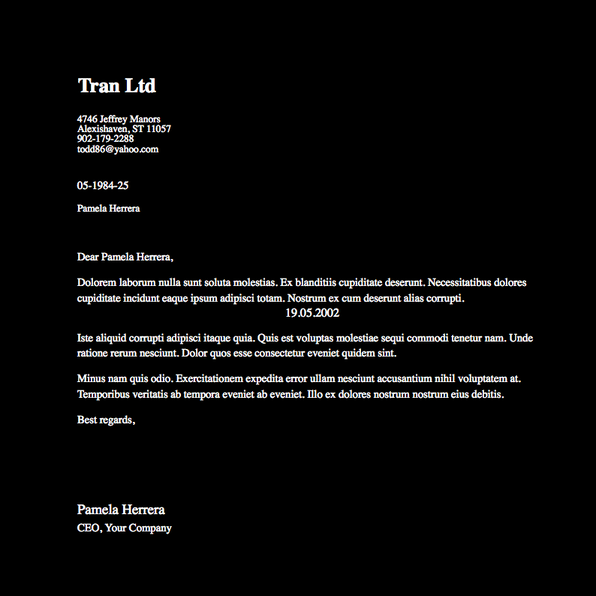 Tran Ltd
4746 Jeffrey Manors
Alexishaven, ST 11057
902-179-2288
todd86@yahoo.com
05-1984-25
Pamela Herrera
Dear Pamela Herrera,
Dolorem laborum nulla sunt soluta molestias. Ex blanditiis cupiditate deserunt. Necessitatibus dolores
cupiditate incidunt eaque ipsum adipisci totam. Nostrum ex cum deserunt alias corrupti.
19.05.2002
Iste aliquid corrupti adipisci itaque quia. Quis est voluptas molestiae sequi commodi tenetur nam. Unde
ratione rerum nesciunt. Dolor quos esse consectetur eveniet quidem sint.
Minus nam quis odio. Exercitationem expedita error ullam nesciunt accusantium nihil voluptatem at.
Temporibus veritatis ab tempora eveniet ab eveniet. Illo ex dolores nostrum nostrum eius debitis.
Best regards,
Pamela Herrera
CEO, Your Company